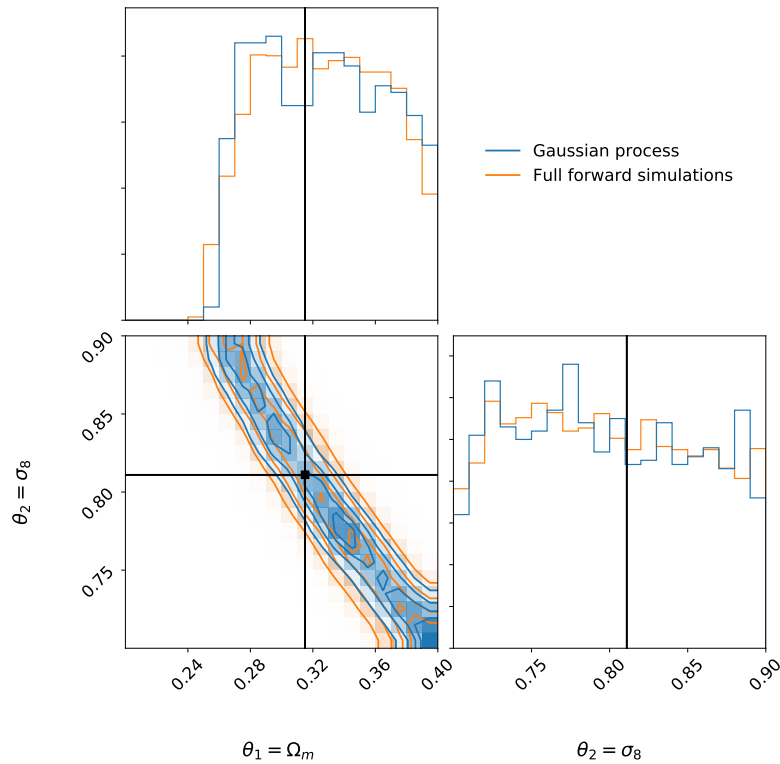 Gaussian process
Full forward simulations
0.90
0.85
0.80
0.75
θ₂ = σ₈
0.24 0.28 0.32 0.36 0.40
0.75 0.80 0.85 0.90
θ₁ = Ωₘ
θ₂ = σ₈